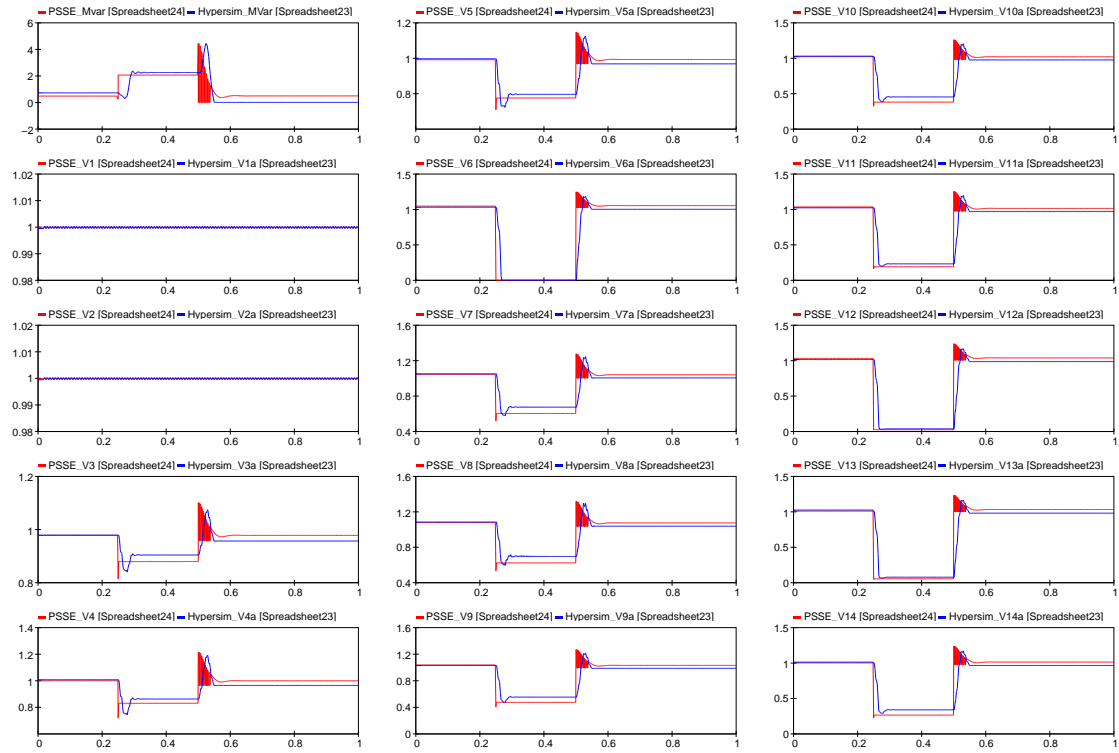 PSSE_Mvar [Spreadsheet24] Hypersim_MVar [Spreadsheet23]
6
4
2
0
−2
0 0.2 0.4 0.6 0.8 1
PSSE_V5 [Spreadsheet24] Hypersim_V5a [Spreadsheet23]
1.2
1
0.8
0 0.2 0.4 0.6 0.8 1
PSSE_V10 [Spreadsheet24] Hypersim_V10a [Spreadsheet23]
1.5
1
0.5
0
0 0.2 0.4 0.6 0.8 1
PSSE_V1 [Spreadsheet24] Hypersim_V1a [Spreadsheet23]
1.02
1.01
1
0.99
0.98
0 0.2 0.4 0.6 0.8 1
PSSE_V6 [Spreadsheet24] Hypersim_V6a [Spreadsheet23]
1.5
1
0.5
0
0 0.2 0.4 0.6 0.8 1
PSSE_V11 [Spreadsheet24] Hypersim_V11a [Spreadsheet23]
1.5
1
0.5
0
0 0.2 0.4 0.6 0.8 1
PSSE_V2 [Spreadsheet24] Hypersim_V2a [Spreadsheet23]
1.02
1.01
1
0.99
0.98
0 0.2 0.4 0.6 0.8 1
PSSE_V7 [Spreadsheet24] Hypersim_V7a [Spreadsheet23]
1.6
1.2
0.8
0.4
0 0.2 0.4 0.6 0.8 1
PSSE_V12 [Spreadsheet24] Hypersim_V12a [Spreadsheet23]
1.5
1
0.5
0
0 0.2 0.4 0.6 0.8 1
PSSE_V3 [Spreadsheet24] Hypersim_V3a [Spreadsheet23]
1.2
1
0.8
0 0.2 0.4 0.6 0.8 1
PSSE_V8 [Spreadsheet24] Hypersim_V8a [Spreadsheet23]
1.6
1.2
0.8
0.4
0 0.2 0.4 0.6 0.8 1
PSSE_V13 [Spreadsheet24] Hypersim_V13a [Spreadsheet23]
1.5
1
0.5
0
0 0.2 0.4 0.6 0.8 1
PSSE_V4 [Spreadsheet24] Hypersim_V4a [Spreadsheet23]
1.4
1.2
1
0.8
0 0.2 0.4 0.6 0.8 1
PSSE_V9 [Spreadsheet24] Hypersim_V9a [Spreadsheet23]
1.6
1.2
0.8
0.4
0
0 0.2 0.4 0.6 0.8 1
PSSE_V14 [Spreadsheet24] Hypersim_V14a [Spreadsheet23]
1.5
1
0.5
0
0 0.2 0.4 0.6 0.8 1